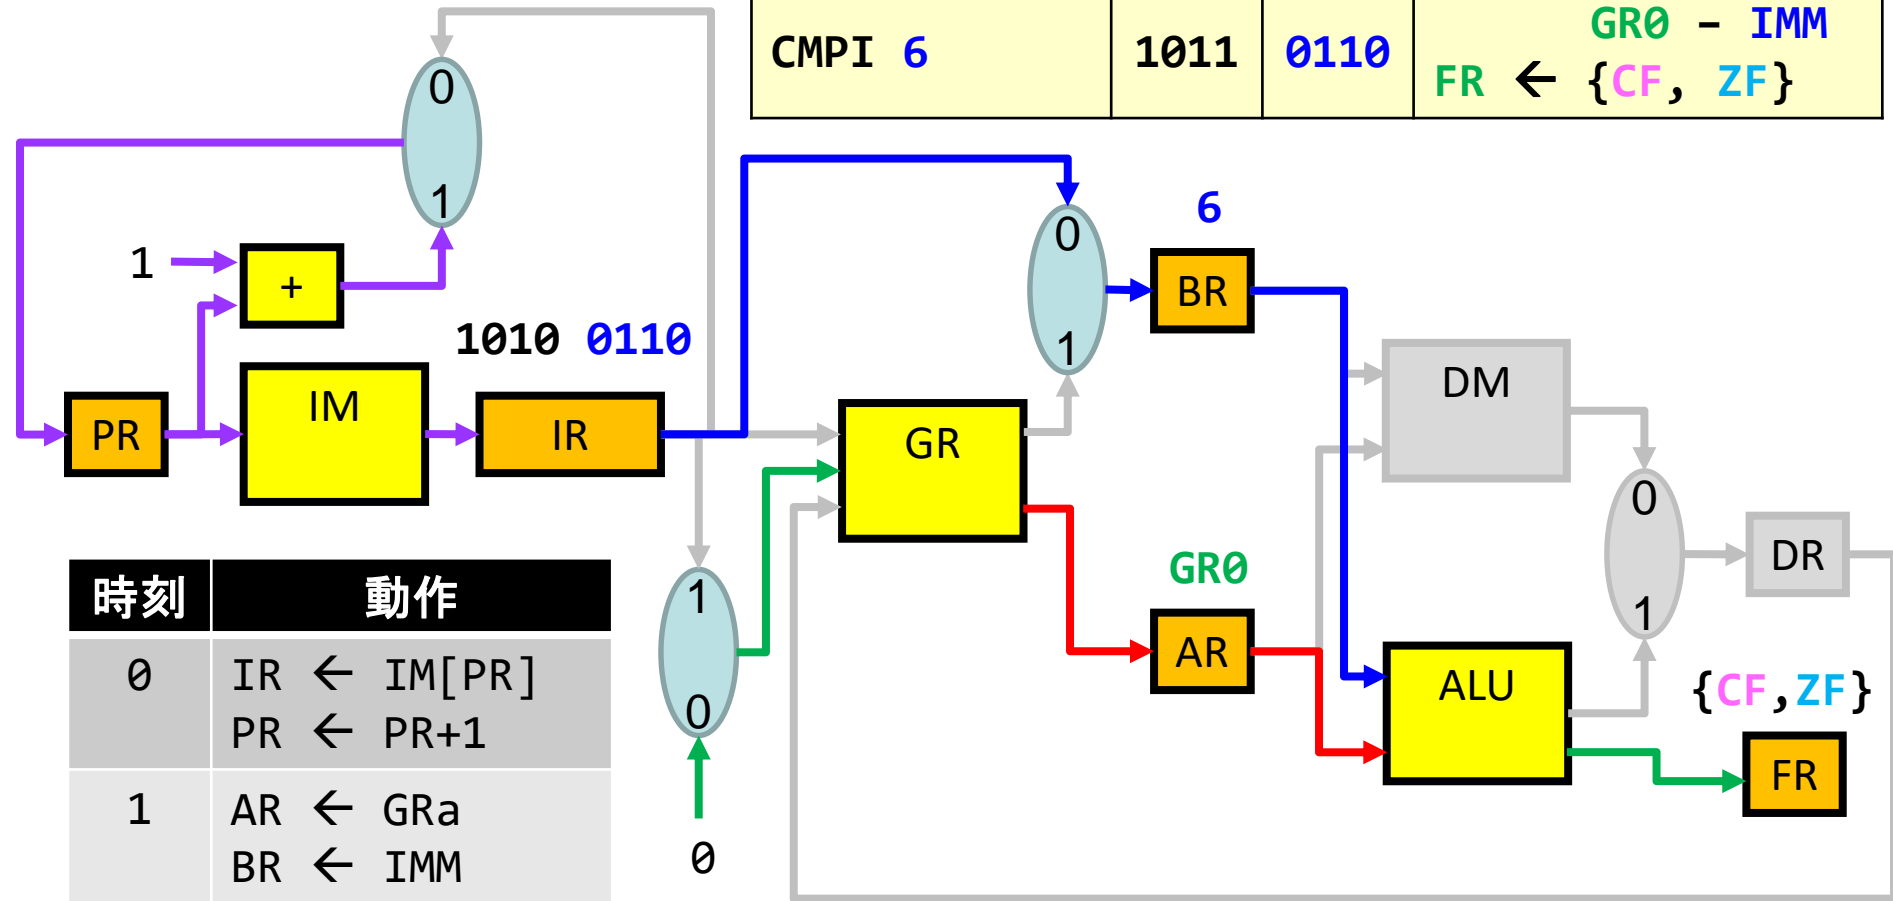 GR0 – IMM
CMPI 6 1011 0110
FR ← {CF, ZF}
0
1
1
+
1010 0110
PR
IM
IR
GR
0
1
6
BR
DM
0
1
DR
GR0
AR
ALU
{CF,ZF}
FR
1
0
0
時刻 動作
0 IR ← IM[PR]
PR ← PR+1
1 AR ← GRa
BR ← IMM